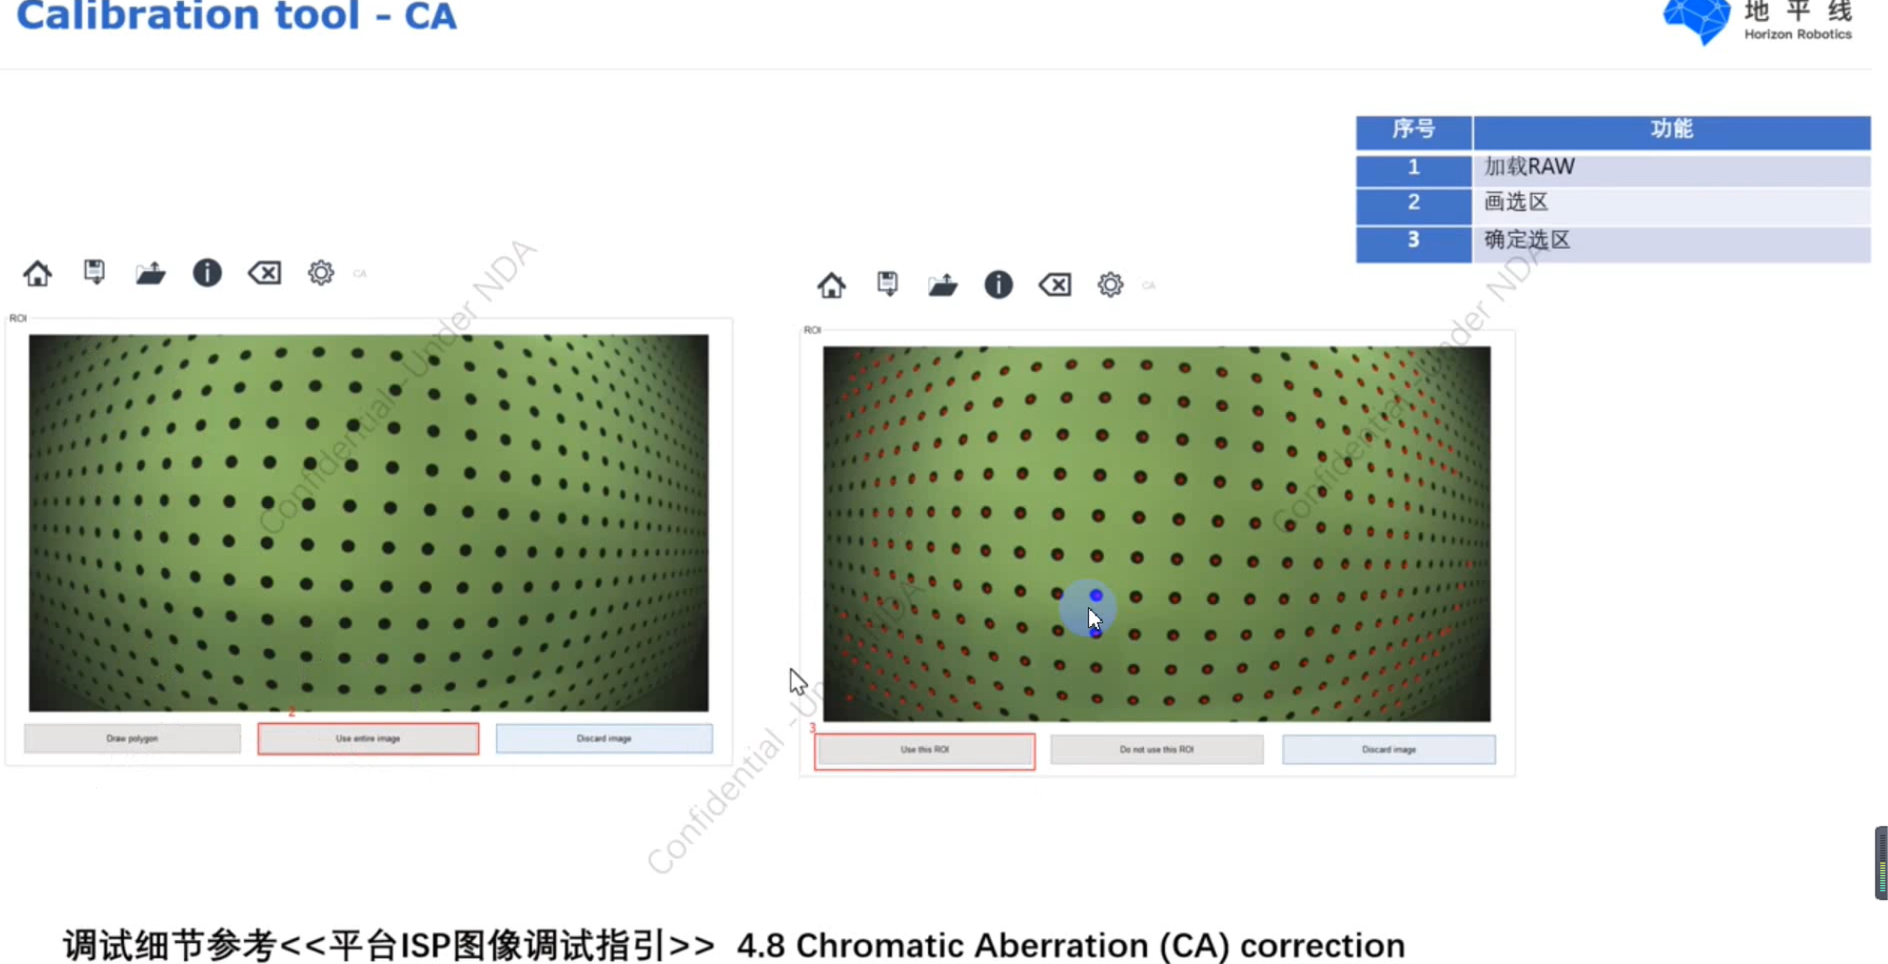 Calibration tool - CA
地平线
Horizon Robotics
序号 功能
1 加载RAW
2 画选区
3 确定选区
CA
CA
ROI
ROI
2
Draw polygon
Use entire image
Discard image
3
Use this ROI
Do not use this ROI
Discard image
Confidential -Under NDA
Confidential -Under NDA
Confidential -Under NDA
调试细节参考<<平台ISP图像调试指引>> 4.8 Chromatic Aberration (CA) correction